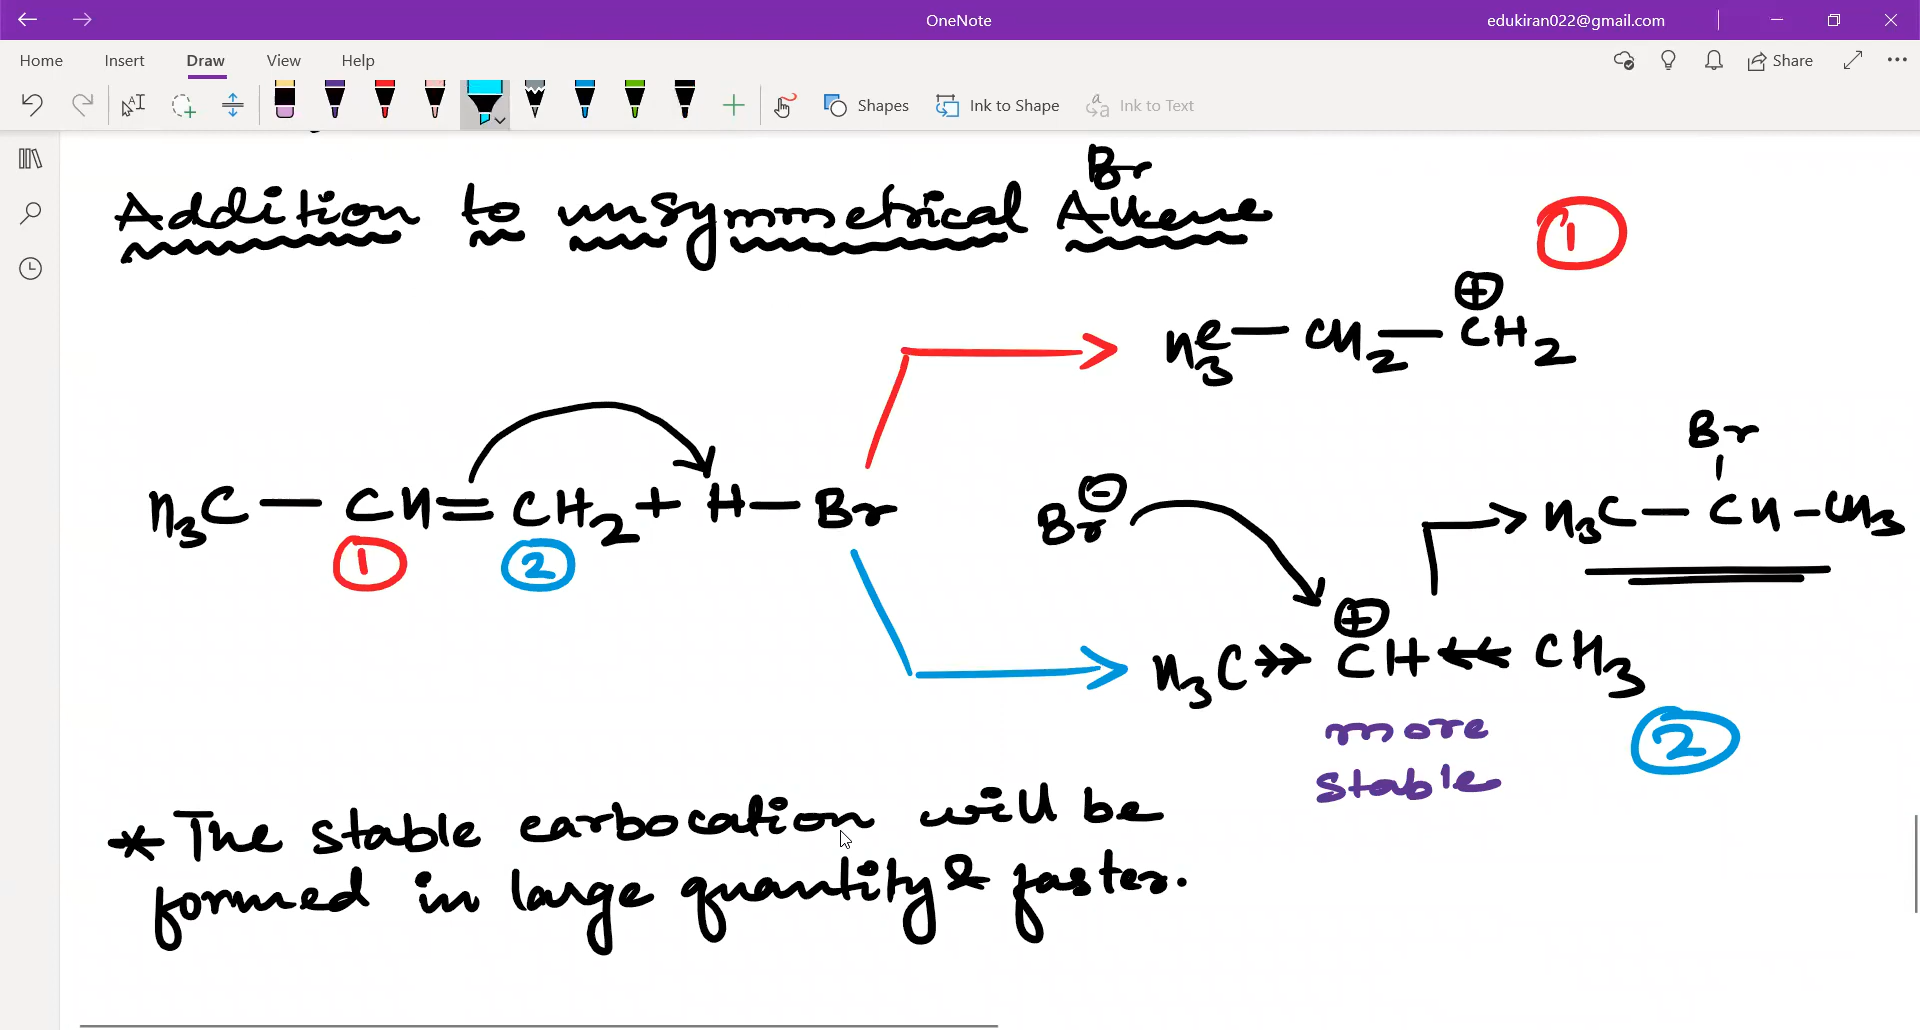 OneNote
edukiran022@gmail.com
Home Insert Draw View Help
Share
Shapes Ink to Shape Ink to Text
Br
Addition to unsymmetrical Alkene
1
⊕
H₃C — CH₂ — CH₂
Br
H₃C — CH = CH₂ + H — Br
Br⊖
H₃C — CH – CH₃
1 2
⊕
H₃C >> CH << CH₃
more
stable
2
* The stable carbocation will be
formed in large quantity & faster.